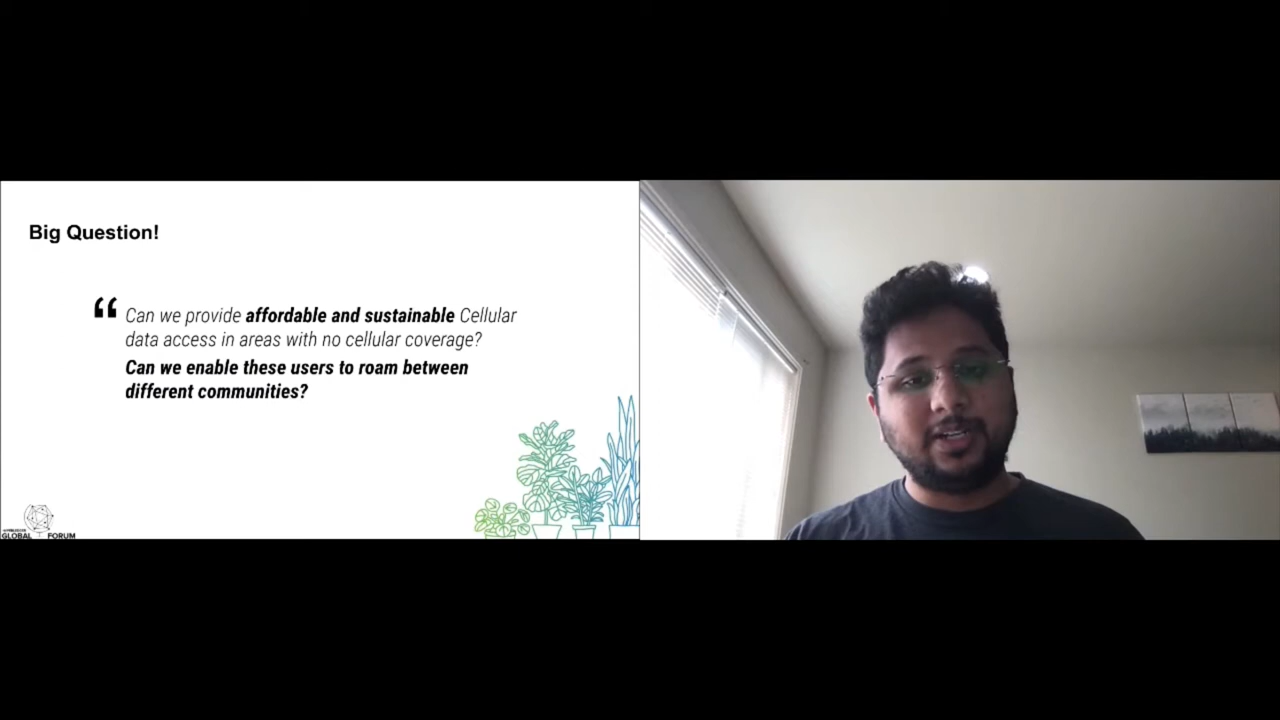 Big Question!
“ Can we provide affordable and sustainable Cellular
data access in areas with no cellular coverage?
Can we enable these users to roam between
different communities?
GLOBAL FORUM